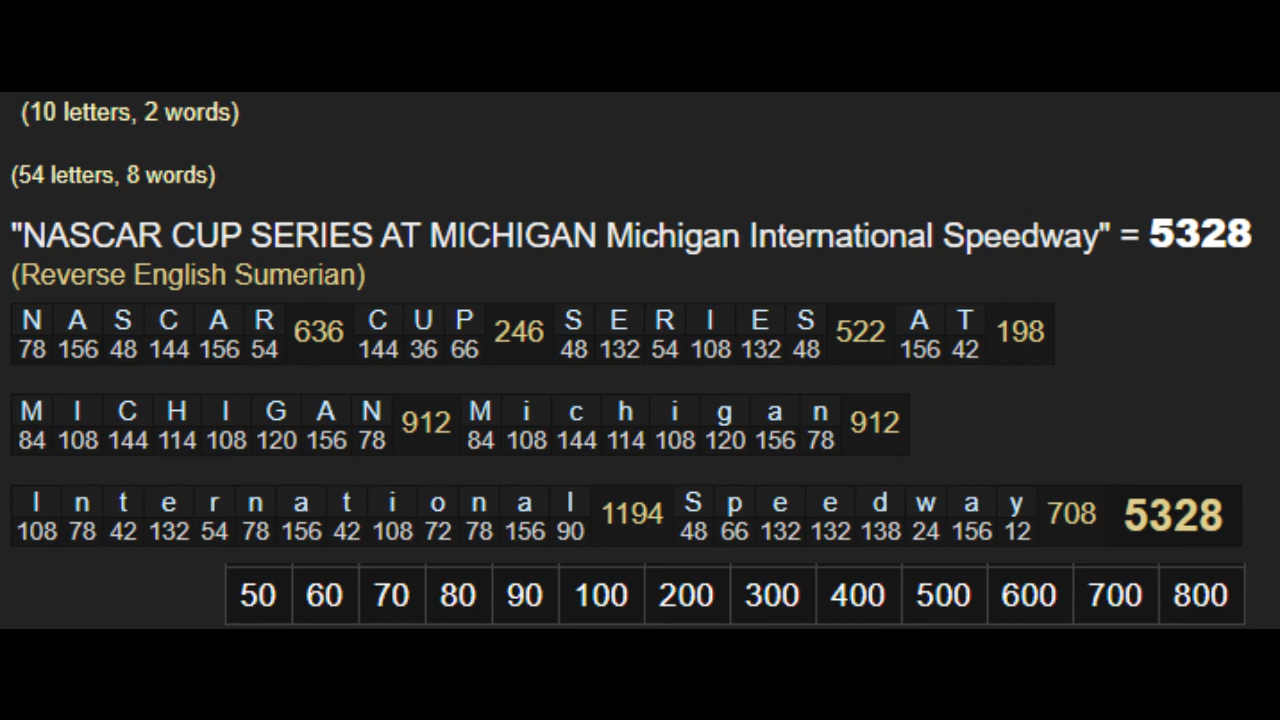 (10 letters, 2 words)
(54 letters, 8 words)
"NASCAR CUP SERIES AT MICHIGAN Michigan International Speedway" = 5328
(Reverse English Sumerian)
N A S C A R 636 C U P 246 S E R I E S 522 A T 198
78 156 48 144 156 54 144 36 66 48 132 54 108 132 48 156 42
M I C H I G A N 912 M i c h i g a n 912
84 108 144 114 108 120 156 78 84 108 144 114 108 120 156 78
I n t e r n a t i o n a l 1194 S p e e d w a y 708 5328
108 78 42 132 54 78 156 42 108 72 78 156 90 48 66 132 132 138 24 156 12
50 60 70 80 90 100 200 300 400 500 600 700 800